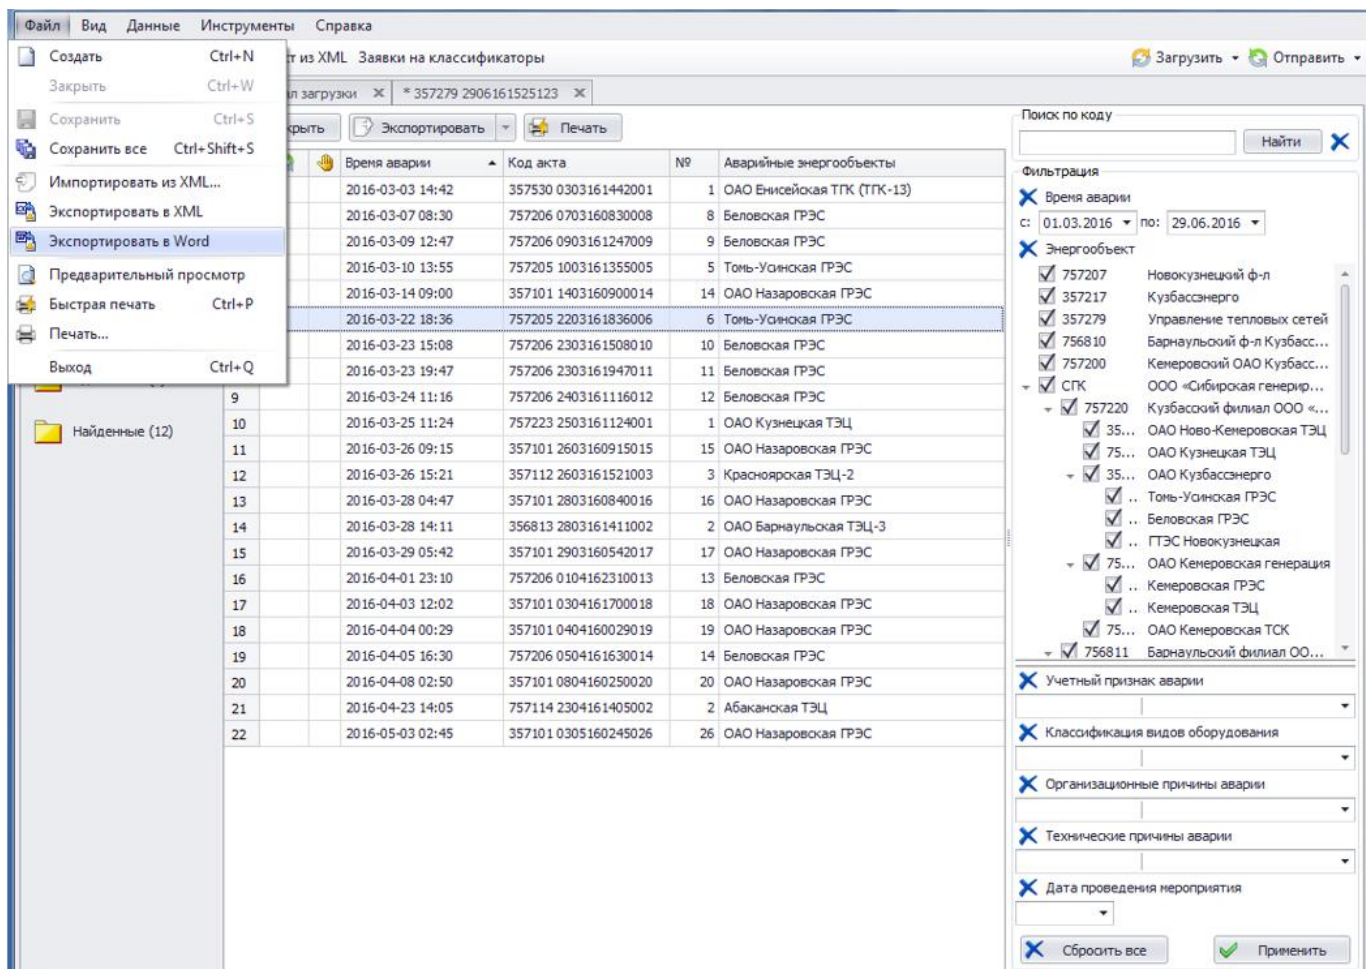 Файл Вид Данные Инструменты Справка
Создать Ctrl+N
Закрыть Ctrl+W
Сохранить Ctrl+S
Сохранить все Ctrl+Shift+S
Импортировать из XML...
Экспортировать в XML
Экспортировать в Word
Предварительный просмотр
Быстрая печать Ctrl+P
Печать...
Выход Ctrl+Q
Найденные (12)
из XML Заявки на классификаторы
Загрузить Отправить
загрузки * 357279 2906161525123
Экспортировать Печать
Время аварии Код акта № Аварийные энергообъекты
2016-03-03 14:42 357530 0303161442001 1 ОАО Енисейская ТГК (ТГК-13)
2016-03-07 08:30 757206 0703160830008 8 Беловская ГРЭС
2016-03-09 12:47 757206 0903161247009 9 Беловская ГРЭС
2016-03-10 13:55 757205 1003161355005 5 Томь-Усинская ГРЭС
2016-03-14 09:00 357101 1403160900014 14 ОАО Назаровская ГРЭС
2016-03-22 18:36 757205 2203161836006 6 Томь-Усинская ГРЭС
2016-03-23 15:08 757206 2303161508010 10 Беловская ГРЭС
2016-03-23 19:47 757206 2303161947011 11 Беловская ГРЭС
9 2016-03-24 11:16 757206 2403161116012 12 Беловская ГРЭС
10 2016-03-25 11:24 757223 2503161124001 1 ОАО Кузнецкая ТЭЦ
11 2016-03-26 09:15 357101 2603160915015 15 ОАО Назаровская ГРЭС
12 2016-03-26 15:21 357112 2603161521003 3 Красноярская ТЭЦ-2
13 2016-03-28 04:47 357101 2803160840016 16 ОАО Назаровская ГРЭС
14 2016-03-28 14:11 356813 2803161411002 2 ОАО Барнаульская ТЭЦ-3
15 2016-03-29 05:42 357101 2903160542017 17 ОАО Назаровская ГРЭС
16 2016-04-01 23:10 757206 0104162310013 13 Беловская ГРЭС
17 2016-04-03 12:02 357101 0304161700018 18 ОАО Назаровская ГРЭС
18 2016-04-04 00:29 357101 0404160029019 19 ОАО Назаровская ГРЭС
19 2016-04-05 16:30 757206 0504161630014 14 Беловская ГРЭС
20 2016-04-08 02:50 357101 0804160250020 20 ОАО Назаровская ГРЭС
21 2016-04-23 14:05 757114 2304161405002 2 Абаканская ТЭЦ
22 2016-05-03 02:45 357101 0305160245026 26 ОАО Назаровская ГРЭС
Поиск по коду
Найти
Фильтрация
Время аварии
с: 01.03.2016 по: 29.06.2016
Энергообъект
757207 Новокузнецкий ф-л
357217 Кузбассэнерго
357279 Управление тепловых сетей
756810 Барнаульский ф-л Кузбасс...
757200 Кемеровский ОАО Кузбасс...
СГК ООО «Сибирская генерир...
757220 Кузбасский филиал ООО «...
35... ОАО Ново-Кемеровская ТЭЦ
75... ОАО Кузнецкая ТЭЦ
35... ОАО Кузбассэнерго
.. Томь-Усинская ГРЭС
.. Беловская ГРЭС
.. ГТЭС Новокузнецкая
75... ОАО Кемеровская генерация
.. Кемеровская ГРЭС
.. Кемеровская ТЭЦ
75... ОАО Кемеровская ТСК
756811 Барнаульский филиал ОО...
Учетный признак аварии
Классификация видов оборудования
Организационные причины аварии
Технические причины аварии
Дата проведения мероприятия
Сбросить все Применить